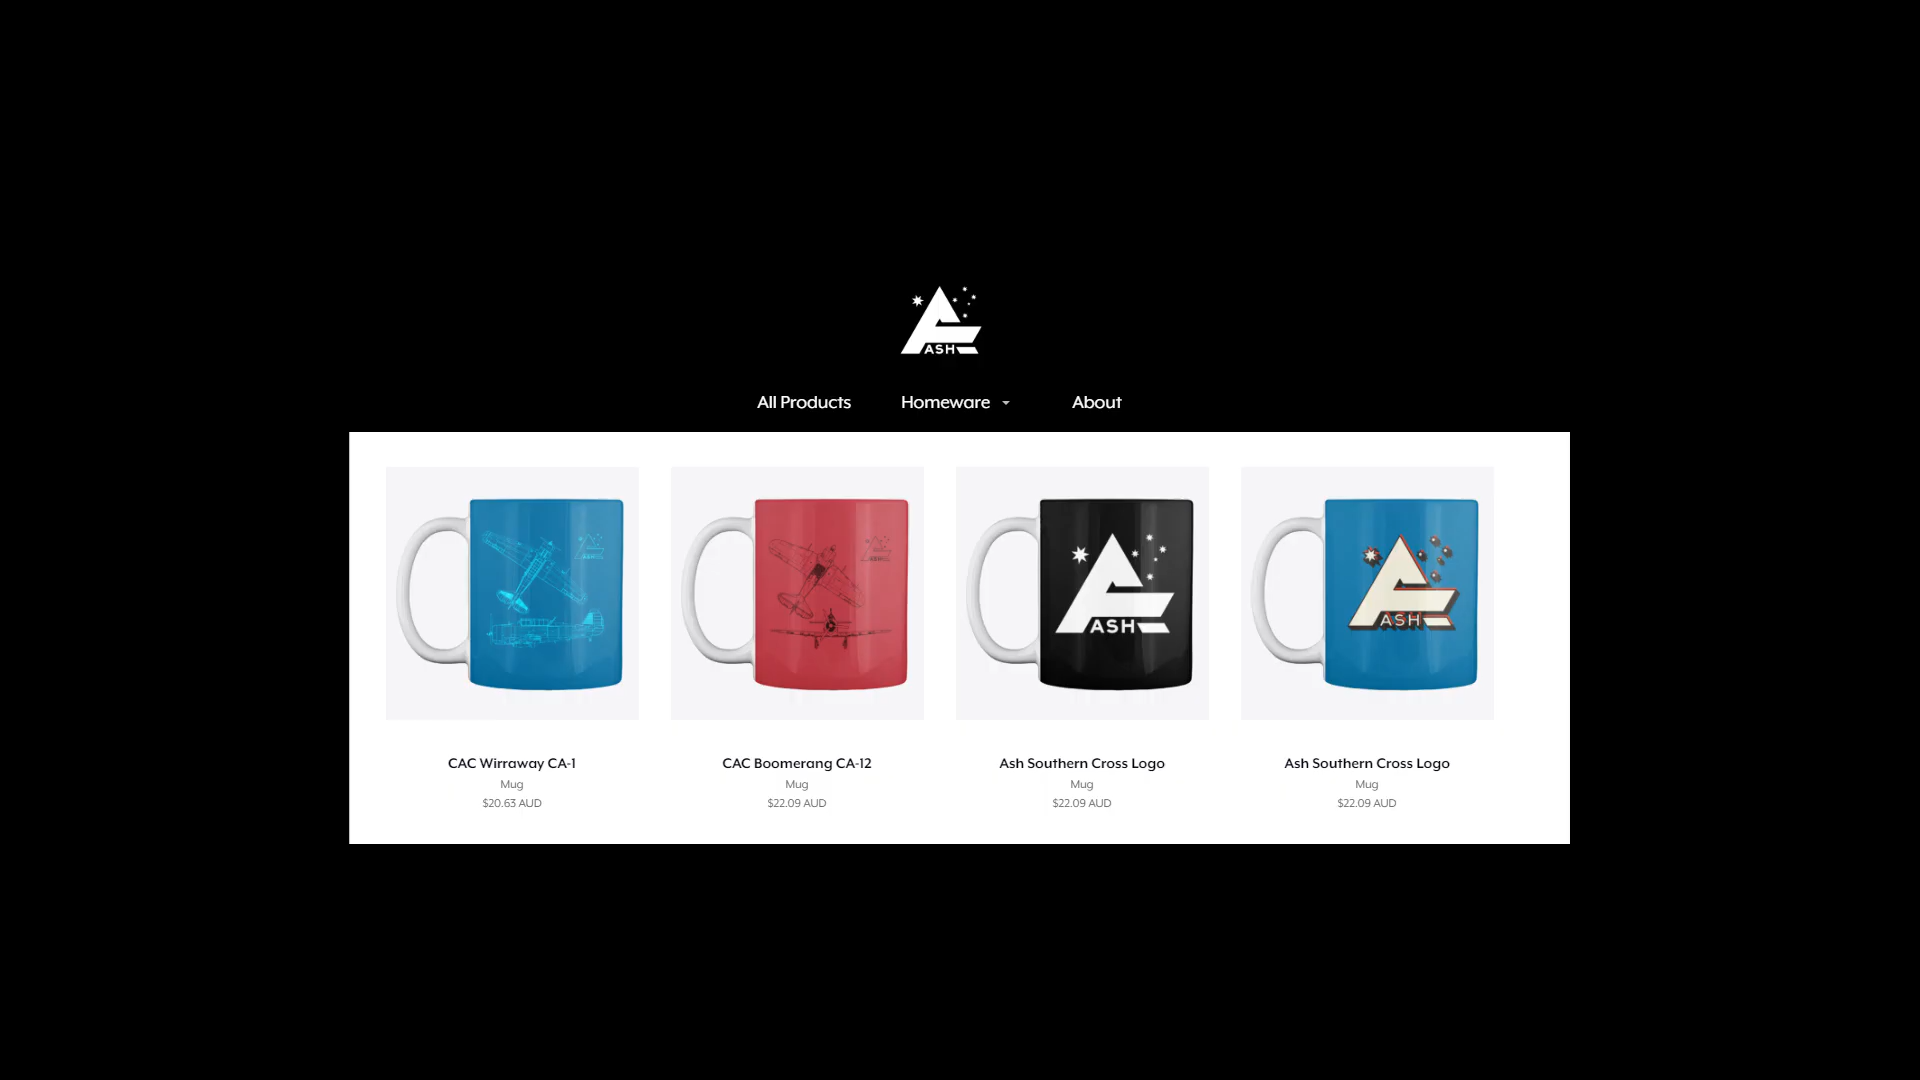 ASH
All Products Homeware About
ASH
ASH
CAC Wirraway CA-1
Mug
$20.63 AUD
CAC Boomerang CA-12
Mug
$22.09 AUD
Ash Southern Cross Logo
Mug
$22.09 AUD
Ash Southern Cross Logo
Mug
$22.09 AUD